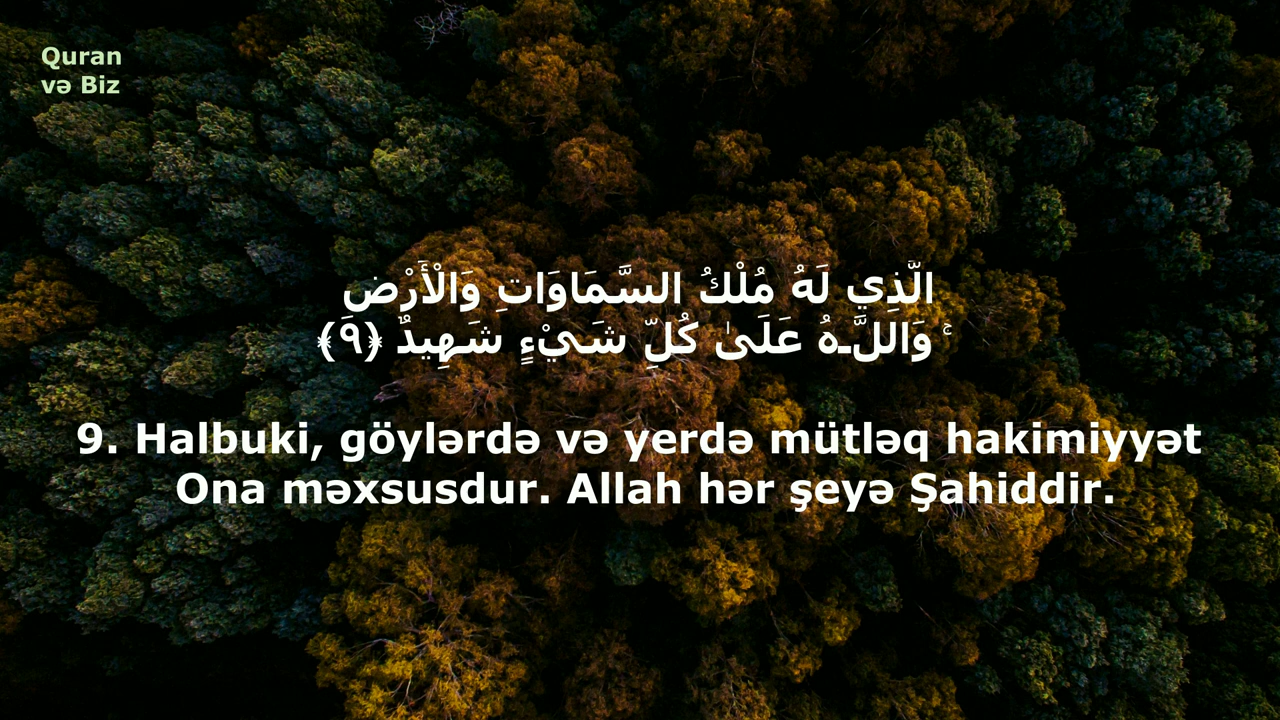 Quran
və Biz
الَّذِي لَهُ مُلْكُ السَّمَاوَاتِ وَالْأَرْضِ
ۚ وَاللَّـهُ عَلَىٰ كُلِّ شَيْءٍ شَهِيدٌ ﴿٩﴾
9. Halbuki, göylərdə və yerdə mütləq hakimiyyət
Ona məxsusdur. Allah hər şeyə Şahiddir.